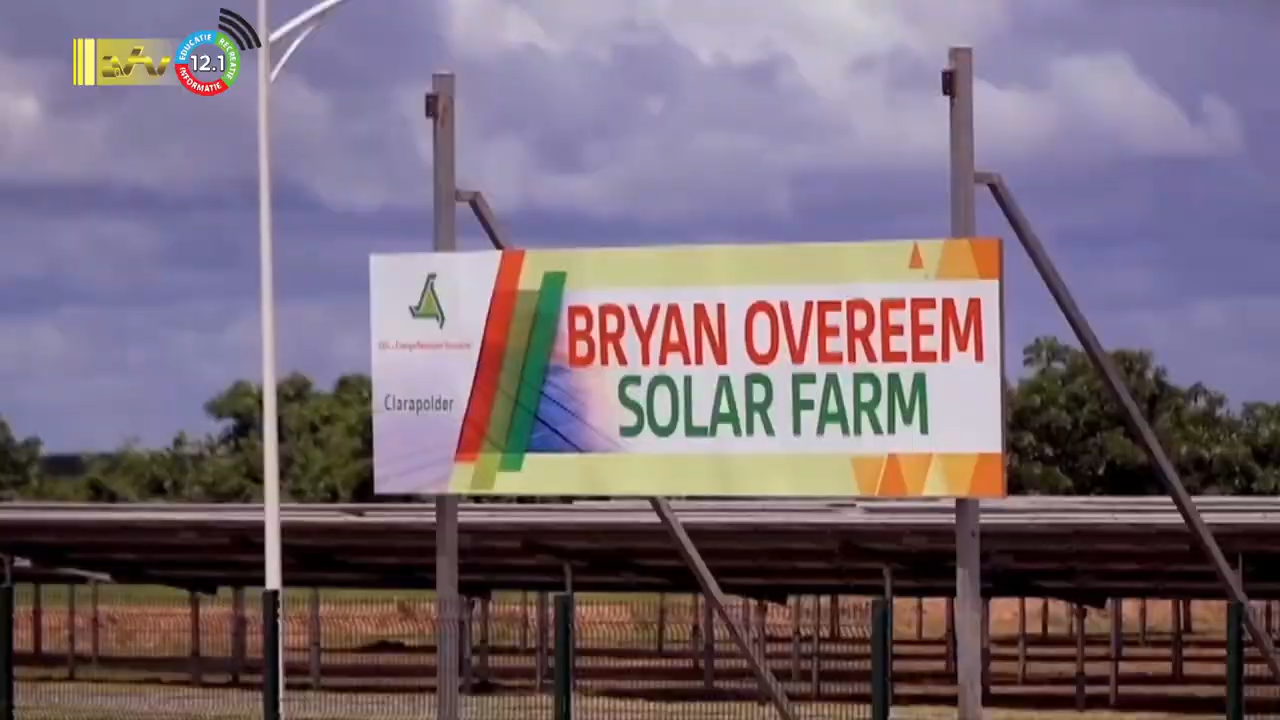 EDUCATIE
RECREATIE
12.1
INFORMATIE
BRYAN OVEREEM
SOLAR FARM
Clarapolder